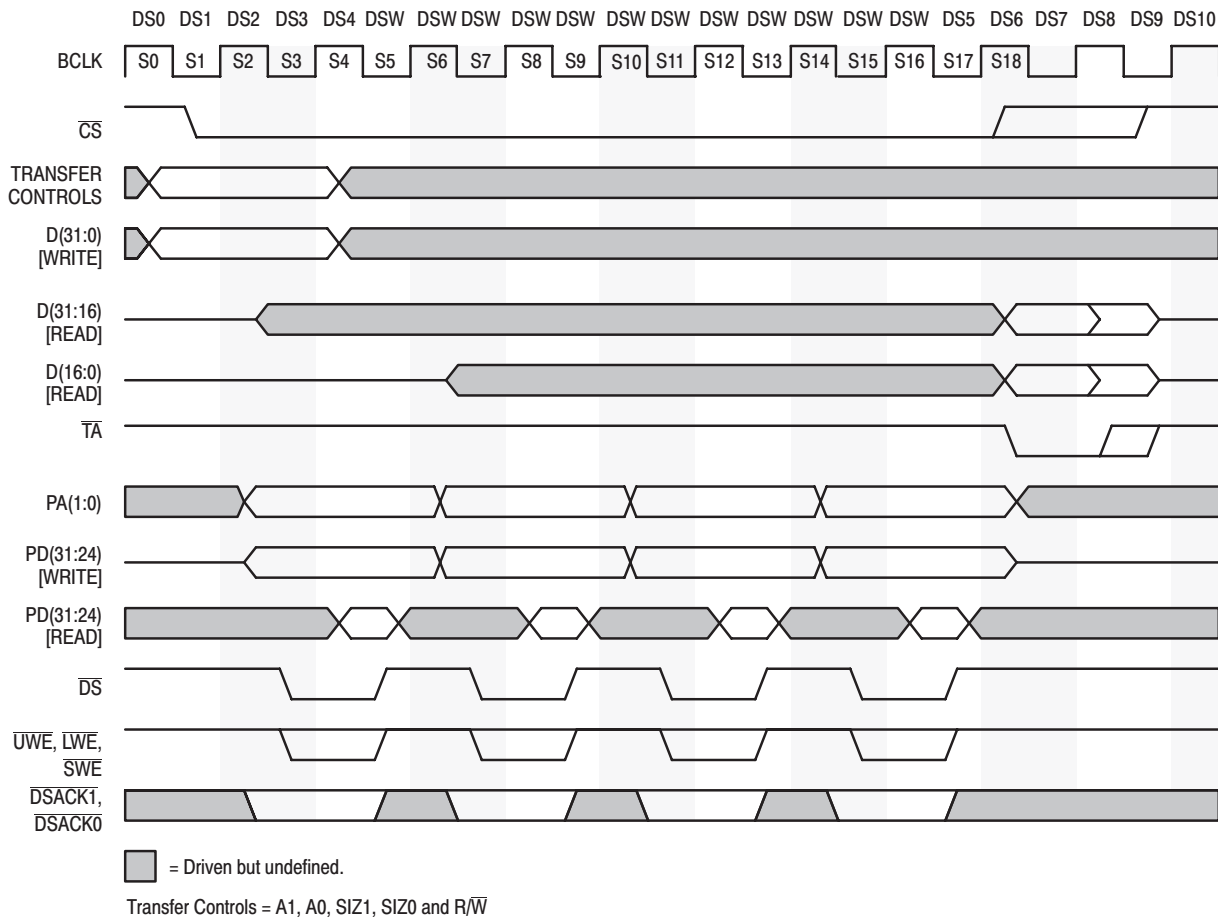 DS0 DS1 DS2 DS3 DS4 DSW DSW DSW DSW DSW DSW DSW DSW DSW DSW DSW DSW DS5 DS6 DS7 DS8 DS9 DS10
BCLK S0 S1 S2 S3 S4 S5 S6 S7 S8 S9 S10 S11 S12 S13 S14 S15 S16 S17 S18
CS
TRANSFER
CONTROLS
D(31:0)
[WRITE]
D(31:16)
[READ]
D(16:0)
[READ]
TA
PA(1:0)
PD(31:24)
[WRITE]
PD(31:24)
[READ]
DS
UWE, LWE,
SWE
DSACK1,
DSACK0
= Driven but undefined.
Transfer Controls = A1, A0, SIZ1, SIZ0 and R/W